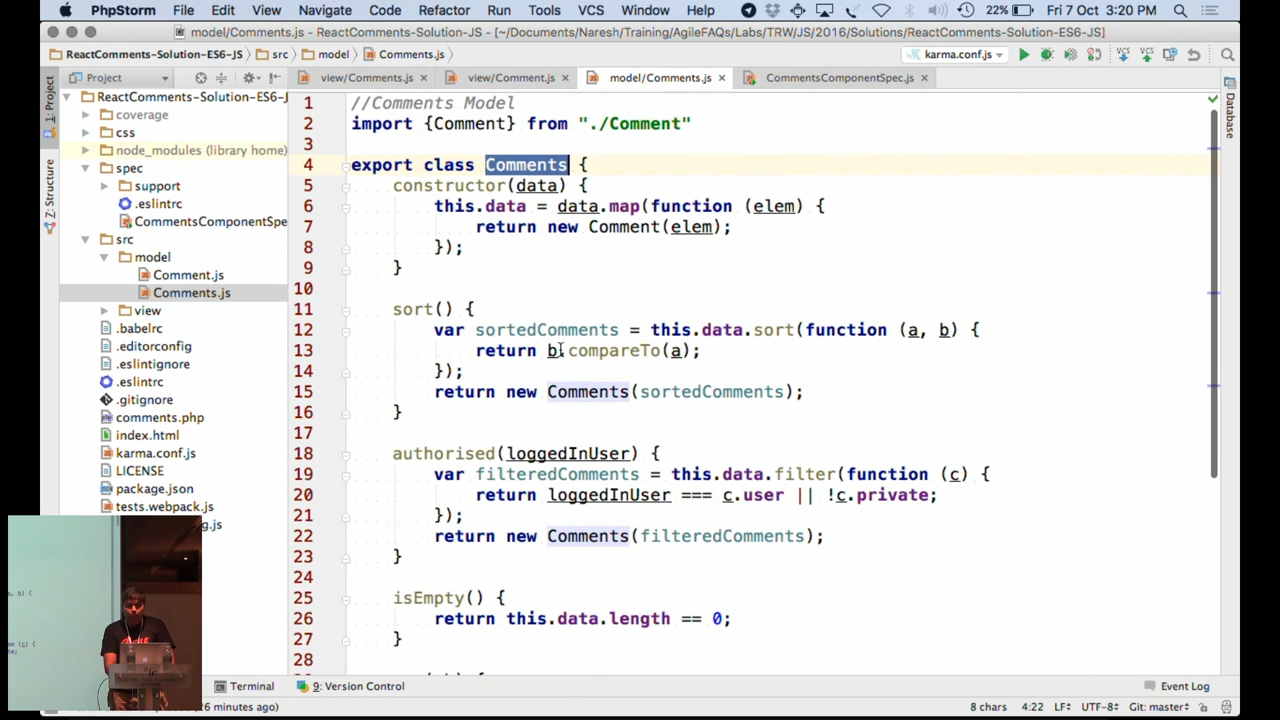 PhpStorm File Edit View Navigate Code Refactor Run Tools VCS Window Help 22% Fri 7 Oct 3:20 PM
model/Comments.js - ReactComments-Solution-JS - [~/Documents/Naresh/Training/AgileFAQs/Labs/TRW/JS/2016/Solutions/ReactComments-Solution-ES6-JS]
ReactComments-Solution-ES6-JS src model Comments.js karma.conf.js
Project view/Comments.js view/Comment.js model/Comments.js CommentsComponentSpec.js
1: Project
Z: Structure
Database
ReactComments-Solution-ES6-J
coverage
css
node_modules (library home)
spec
support
.eslintrc
CommentsComponentSpe
src
model
Comment.js
Comments.js
view
.babelrc
.editorconfig
.eslintignore
.eslintrc
.gitignore
comments.php
index.html
karma.conf.js
LICENSE
package.json
tests.webpack.js
g.js
1 //Comments Model
2 import {Comment} from "./Comment"
3
4 export class Comments {
5 constructor(data) {
6 this.data = data.map(function (elem) {
7 return new Comment(elem);
8 });
9 }
10
11 sort() {
12 var sortedComments = this.data.sort(function (a, b) {
13 return b.compareTo(a);
14 });
15 return new Comments(sortedComments);
16 }
17
18 authorised(loggedInUser) {
19 var filteredComments = this.data.filter(function (c) {
20 return loggedInUser === c.user || !c.private;
21 });
22 return new Comments(filteredComments);
23 }
24
25 isEmpty() {
26 return this.data.length == 0;
27 }
28
Terminal 9: Version Control Event Log
6 minutes ago) 8 chars 4:22 LF UTF-8 Git: master